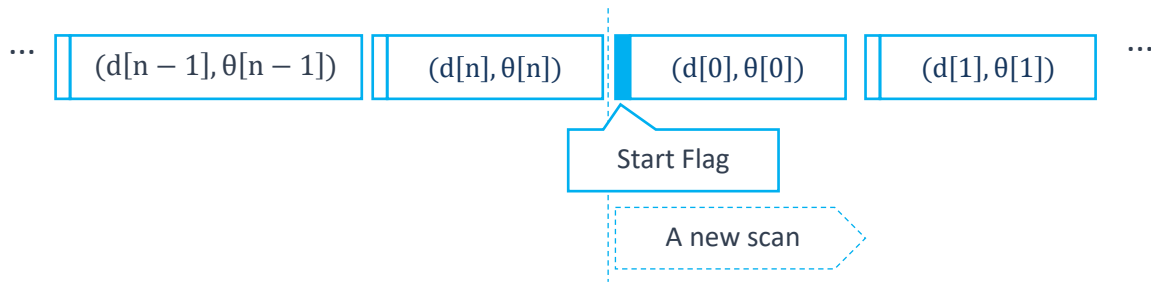 ... (d[n − 1], θ[n − 1]) (d[n], θ[n]) (d[0], θ[0]) (d[1], θ[1]) ...
Start Flag
A new scan